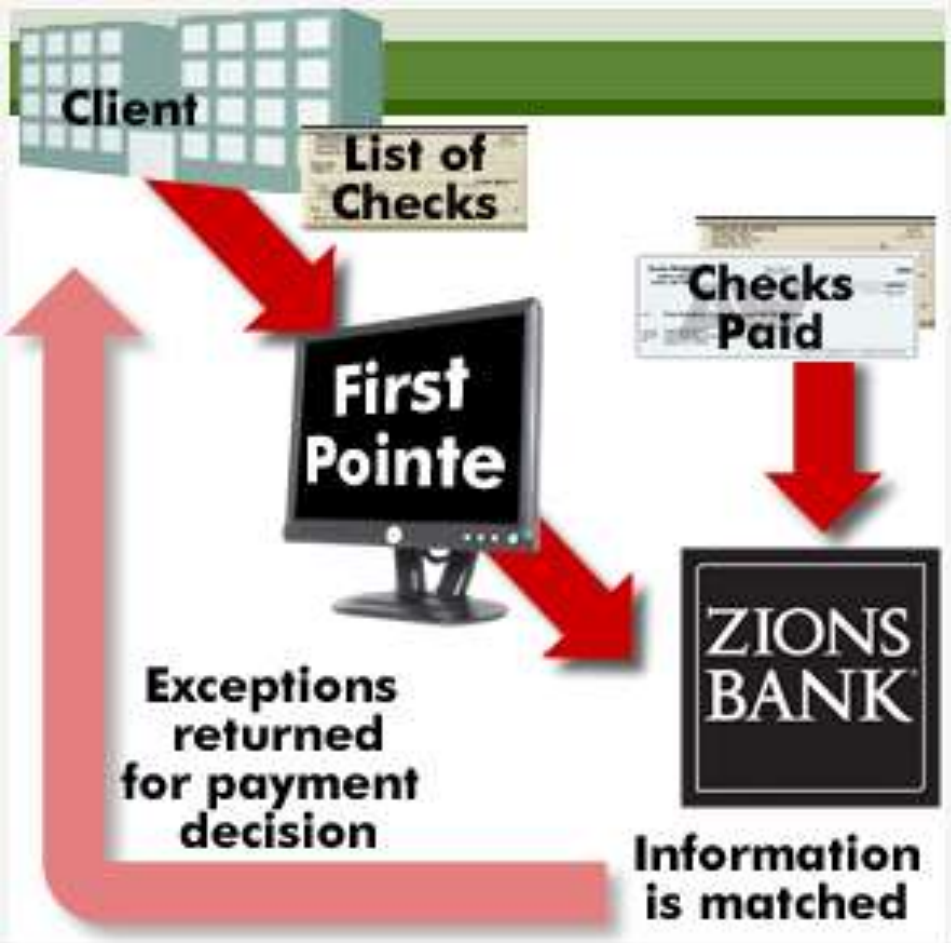 Client
List of
Checks
Checks
Paid
First
Pointe
ZIONS
BANK
Exceptions
returned
for payment
decision
Information
is matched